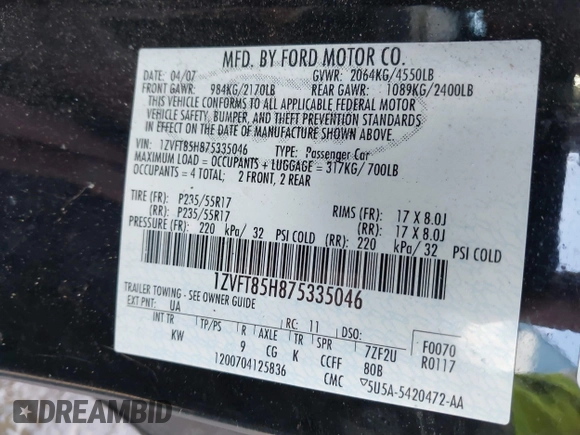 MFD. BY FORD MOTOR CO.
04/07 GVWR: 2064KG/4550LB
FRONT GAWR: 984KG/2170LB REAR GAWR: 1089KG/2400LB
THIS VEHICLE CONFORMS TO ALL APPLICABLE FEDERAL MOTOR
VEHICLE SAFETY, BUMPER, AND THEFT PREVENTION STANDARDS
IN EFFECT ON THE DATE OF MANUFACTURE SHOWN ABOVE.
VIN: 1ZVFT85H875335046 TYPE: Passenger Car
MAXIMUM LOAD = OCCUPANTS + LUGGAGE = 317KG/700LB
OCCUPANTS = 4 TOTAL; 2 FRONT, 2 REAR
TIRE (FR): P235/55R17 RIMS (FR): 17 X 8.0J
(RR): P235/55R17 (RR): 17 X 8.0J
PRESSURE (FR): 220 kPa/ 32 PSI COLD (RR): 220 kPa/ 32 PSI COLD
1ZVFT85H875335046
TRAILER TOWING - SEE OWNER GUIDE
EXT PNT: UA RC: 11 DSO: F0070
INT TR TP/PS R AXLE TR SPR 7ZF2U R0117
KW 9 CG K CCFF 80B
1200704125836 CMC ▽5U5A-5420472-AA
DREAMBID